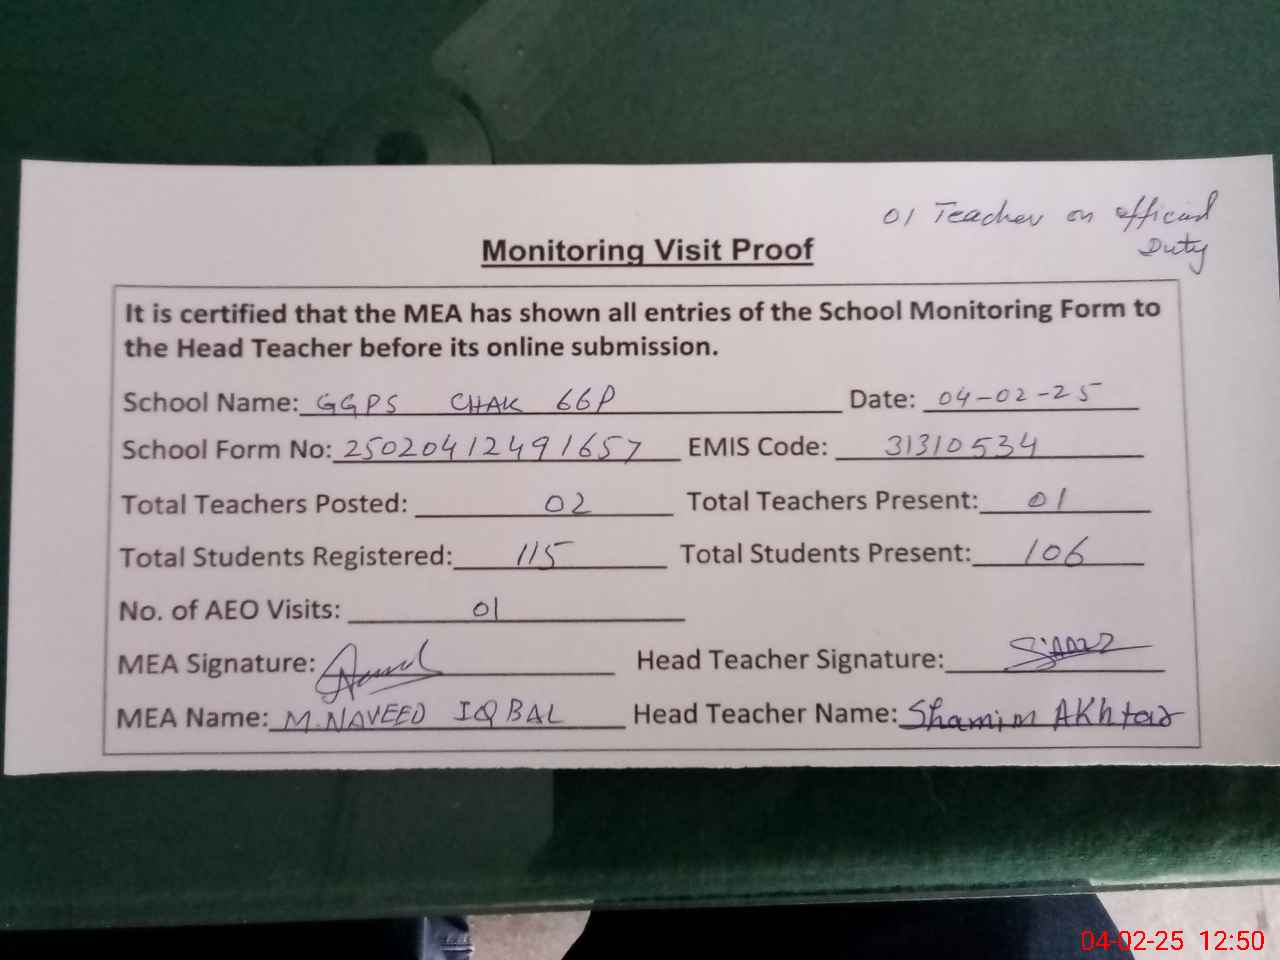 01 Teacher on official
Duty
Monitoring Visit Proof
It is certified that the MEA has shown all entries of the School Monitoring Form to
the Head Teacher before its online submission.
School Name: GGPS CHAK 66P Date: 04-02-25
School Form No: 25020412491657 EMIS Code: 31310534
Total Teachers Posted: 02 Total Teachers Present: 01
Total Students Registered: 115 Total Students Present: 106
No. of AEO Visits: 01
MEA Signature: Head Teacher Signature:
MEA Name: M.NAVEED IQBAL Head Teacher Name: Shamim Akhtar
04-02-25 12:50